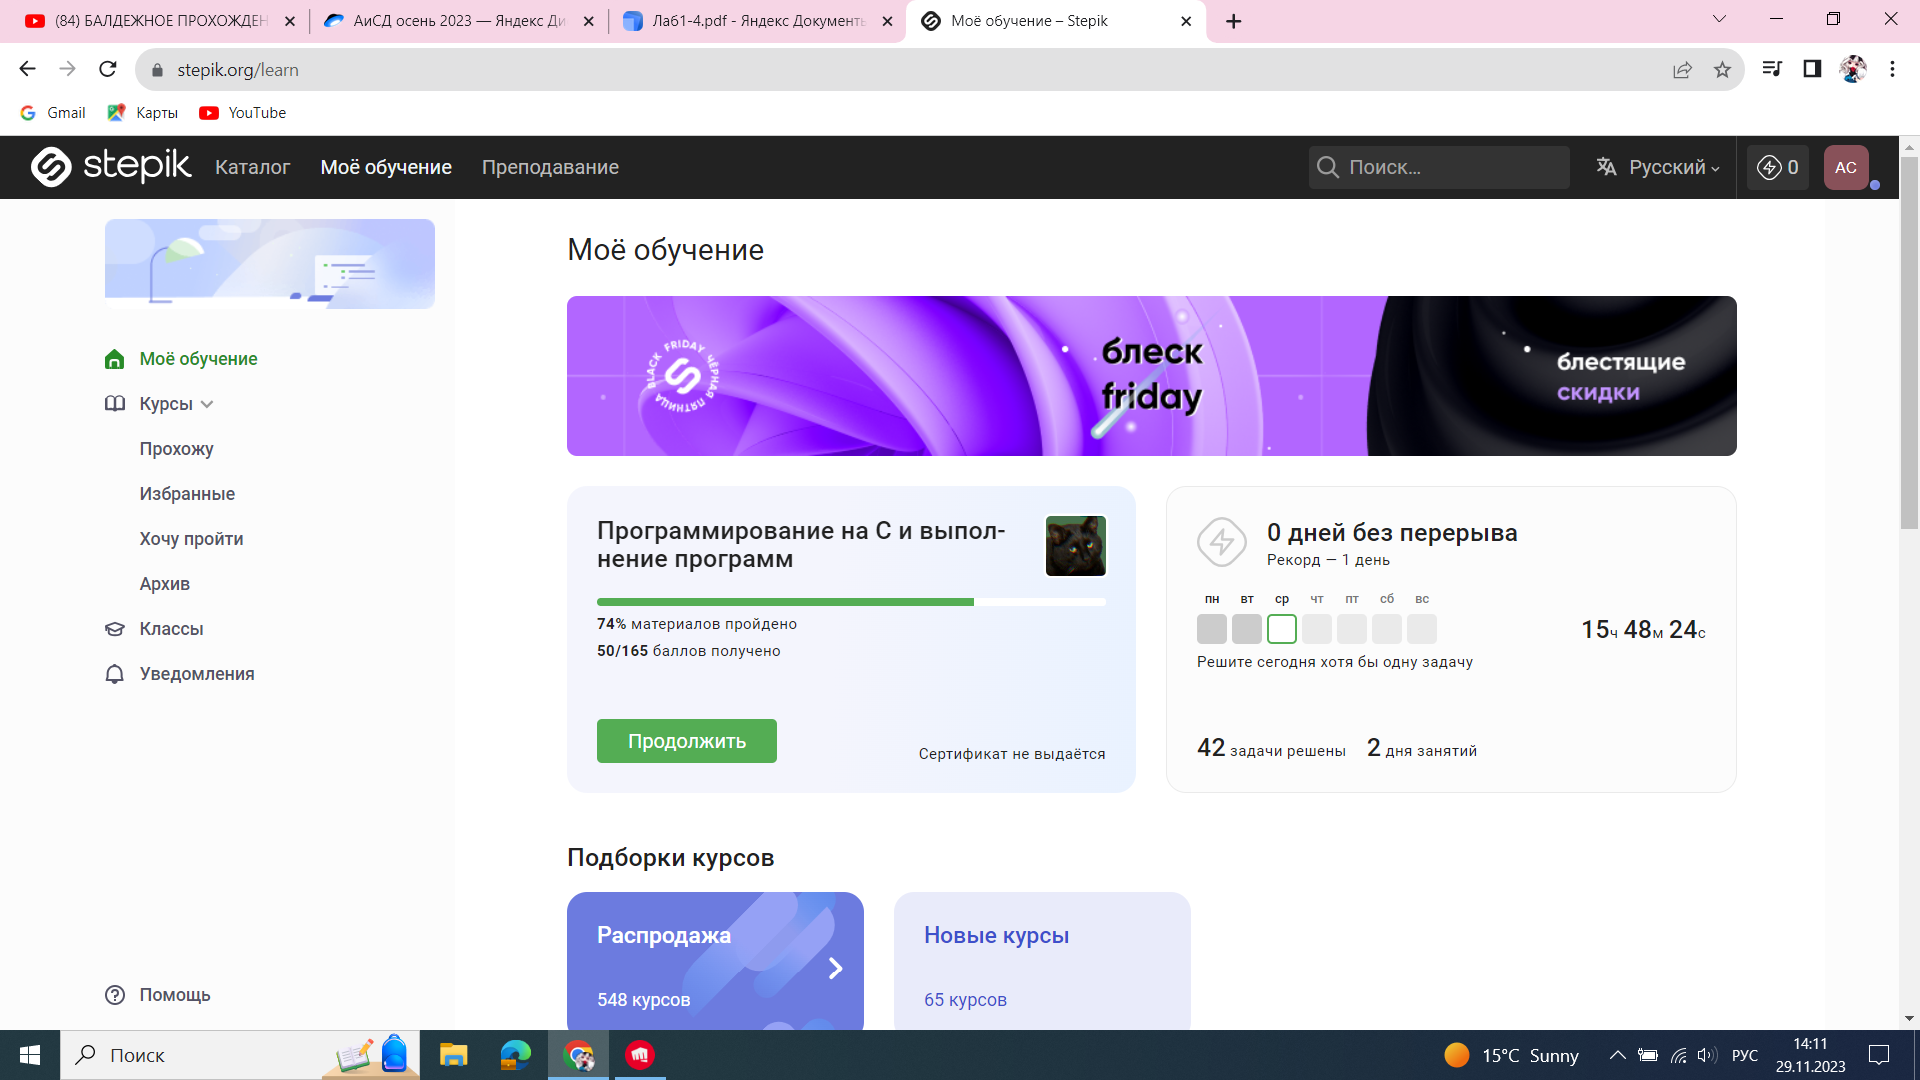 (84) БАЛДЕЖНОЕ ПРОХОЖДЕН
АиСД осень 2023 — Яндекс Ди
Лаб1-4.pdf - Яндекс Документы
Моё обучение – Stepik
stepik.org/learn
Gmail
Карты
YouTube
stepik
Каталог
Моё обучение
Преподавание
Поиск...
Русский
0
AC
Моё обучение
Курсы
Прохожу
Избранные
Хочу пройти
Архив
Классы
Уведомления
Помощь
Моё обучение
BLACK FRIDAY ЧЁРНАЯ ПЯТНИЦА
блеск
friday
блестящие
скидки
Программирование на C и выпол-
нение программ
74% материалов пройдено
50/165 баллов получено
Продолжить
Сертификат не выдаётся
0 дней без перерыва
Рекорд — 1 день
пн вт ср чт пт сб вс
15ч 48м 24с
Решите сегодня хотя бы одну задачу
42 задачи решены 2 дня занятий
Подборки курсов
Распродажа
548 курсов
Новые курсы
65 курсов
Поиск
15°C Sunny
РУС
14:11
29.11.2023